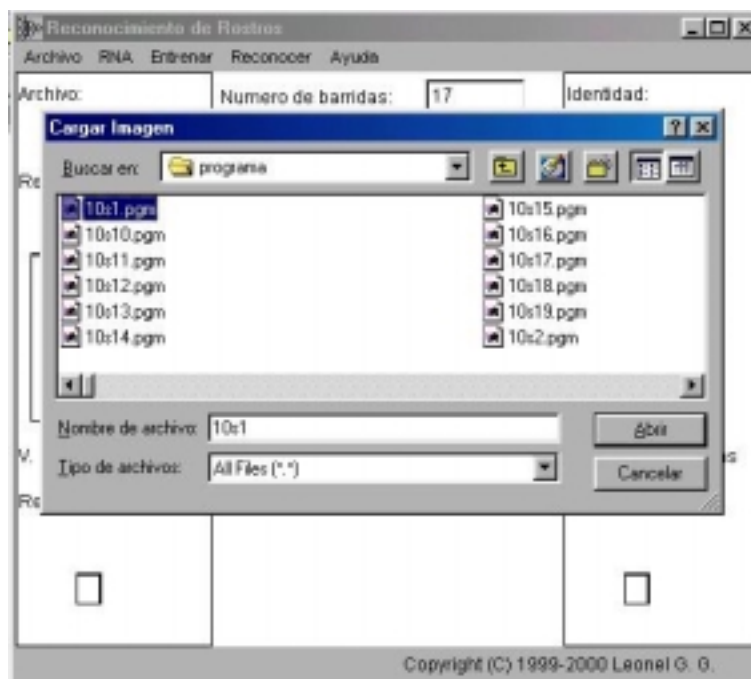 Reconocimiento de Rostros
Archivo RNA Entrenar Reconocer Ayuda
Archivo: Numero de barridas: 17 Identidad:
Cargar Imagen
Buscar en: programa
Re
10s1.pgm 10s15.pgm
10s10.pgm 10s16.pgm
10s11.pgm 10s17.pgm
10s12.pgm 10s18.pgm
10s13.pgm 10s19.pgm
10s14.pgm 10s2.pgm
Nombre de archivo: 10s1 Abrir
V. s
Tipo de archivos: All Files (*.*) Cancelar
Re
Copyright (C) 1999-2000 Leonel G. G.